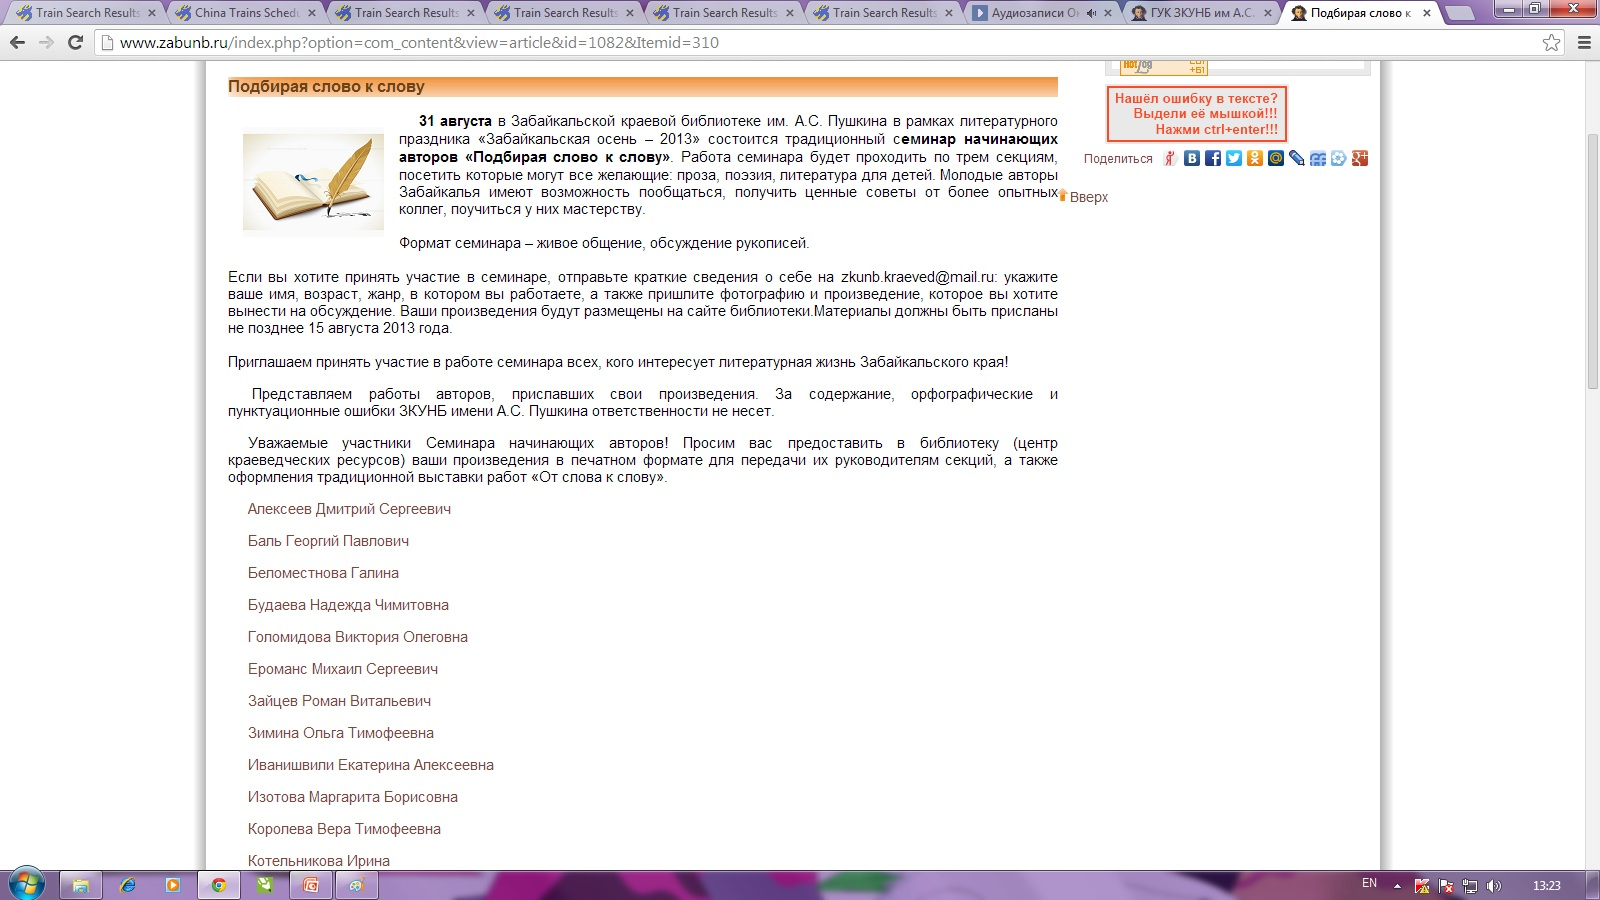 Train Search Results
China Trains Schedu
Train Search Results
Train Search Results
Train Search Results
Train Search Results
Аудиозаписи Ок
ГУК ЗКУНБ им А.С.
Подбирая слово к
www.zabunb.ru/index.php?option=com_content&view=article&id=1082&Itemid=310
Подбирая слово к слову
31 августа в Забайкальской краевой библиотеке им. А.С. Пушкина в рамках литературного
праздника «Забайкальская осень – 2013» состоится традиционный семинар начинающих
авторов «Подбирая слово к слову». Работа семинара будет проходить по трем секциям,
посетить которые могут все желающие: проза, поэзия, литература для детей. Молодые авторы
Забайкалья имеют возможность пообщаться, получить ценные советы от более опытных
коллег, поучиться у них мастерству.
Формат семинара – живое общение, обсуждение рукописей.
Если вы хотите принять участие в семинаре, отправьте краткие сведения о себе на zkunb.kraeved@mail.ru: укажите
ваше имя, возраст, жанр, в котором вы работаете, а также пришлите фотографию и произведение, которое вы хотите
вынести на обсуждение. Ваши произведения будут размещены на сайте библиотеки.Материалы должны быть присланы
не позднее 15 августа 2013 года.
Приглашаем принять участие в работе семинара всех, кого интересует литературная жизнь Забайкальского края!
Представляем работы авторов, приславших свои произведения. За содержание, орфографические и
пунктуационные ошибки ЗКУНБ имени А.С. Пушкина ответственности не несет.
Уважаемые участники Семинара начинающих авторов! Просим вас предоставить в библиотеку (центр
краеведческих ресурсов) ваши произведения в печатном формате для передачи их руководителям секций, а также
оформления традиционной выставки работ «От слова к слову».
Алексеев Дмитрий Сергеевич
Баль Георгий Павлович
Беломестнова Галина
Будаева Надежда Чимитовна
Голомидова Виктория Олеговна
Ероманс Михаил Сергеевич
Зайцев Роман Витальевич
Зимина Ольга Тимофеевна
Иванишвили Екатерина Алексеевна
Изотова Маргарита Борисовна
Королева Вера Тимофеевна
Котельникова Ирина
HotLog
+61
Нашёл ошибку в тексте?
Выдели её мышкой!!!
Нажми ctrl+enter!!!
Поделиться
Вверх
EN
13:23